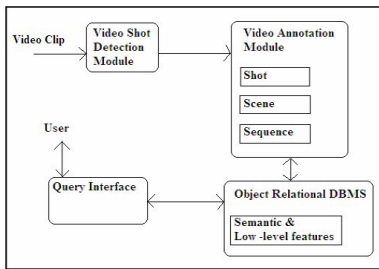 Video Clip
Video Shot
Detection
Module
Video Annotation
Module
Shot
Scene
Sequence
User
Query Interface
Object Relational DBMS
Semantic &
Low -level features